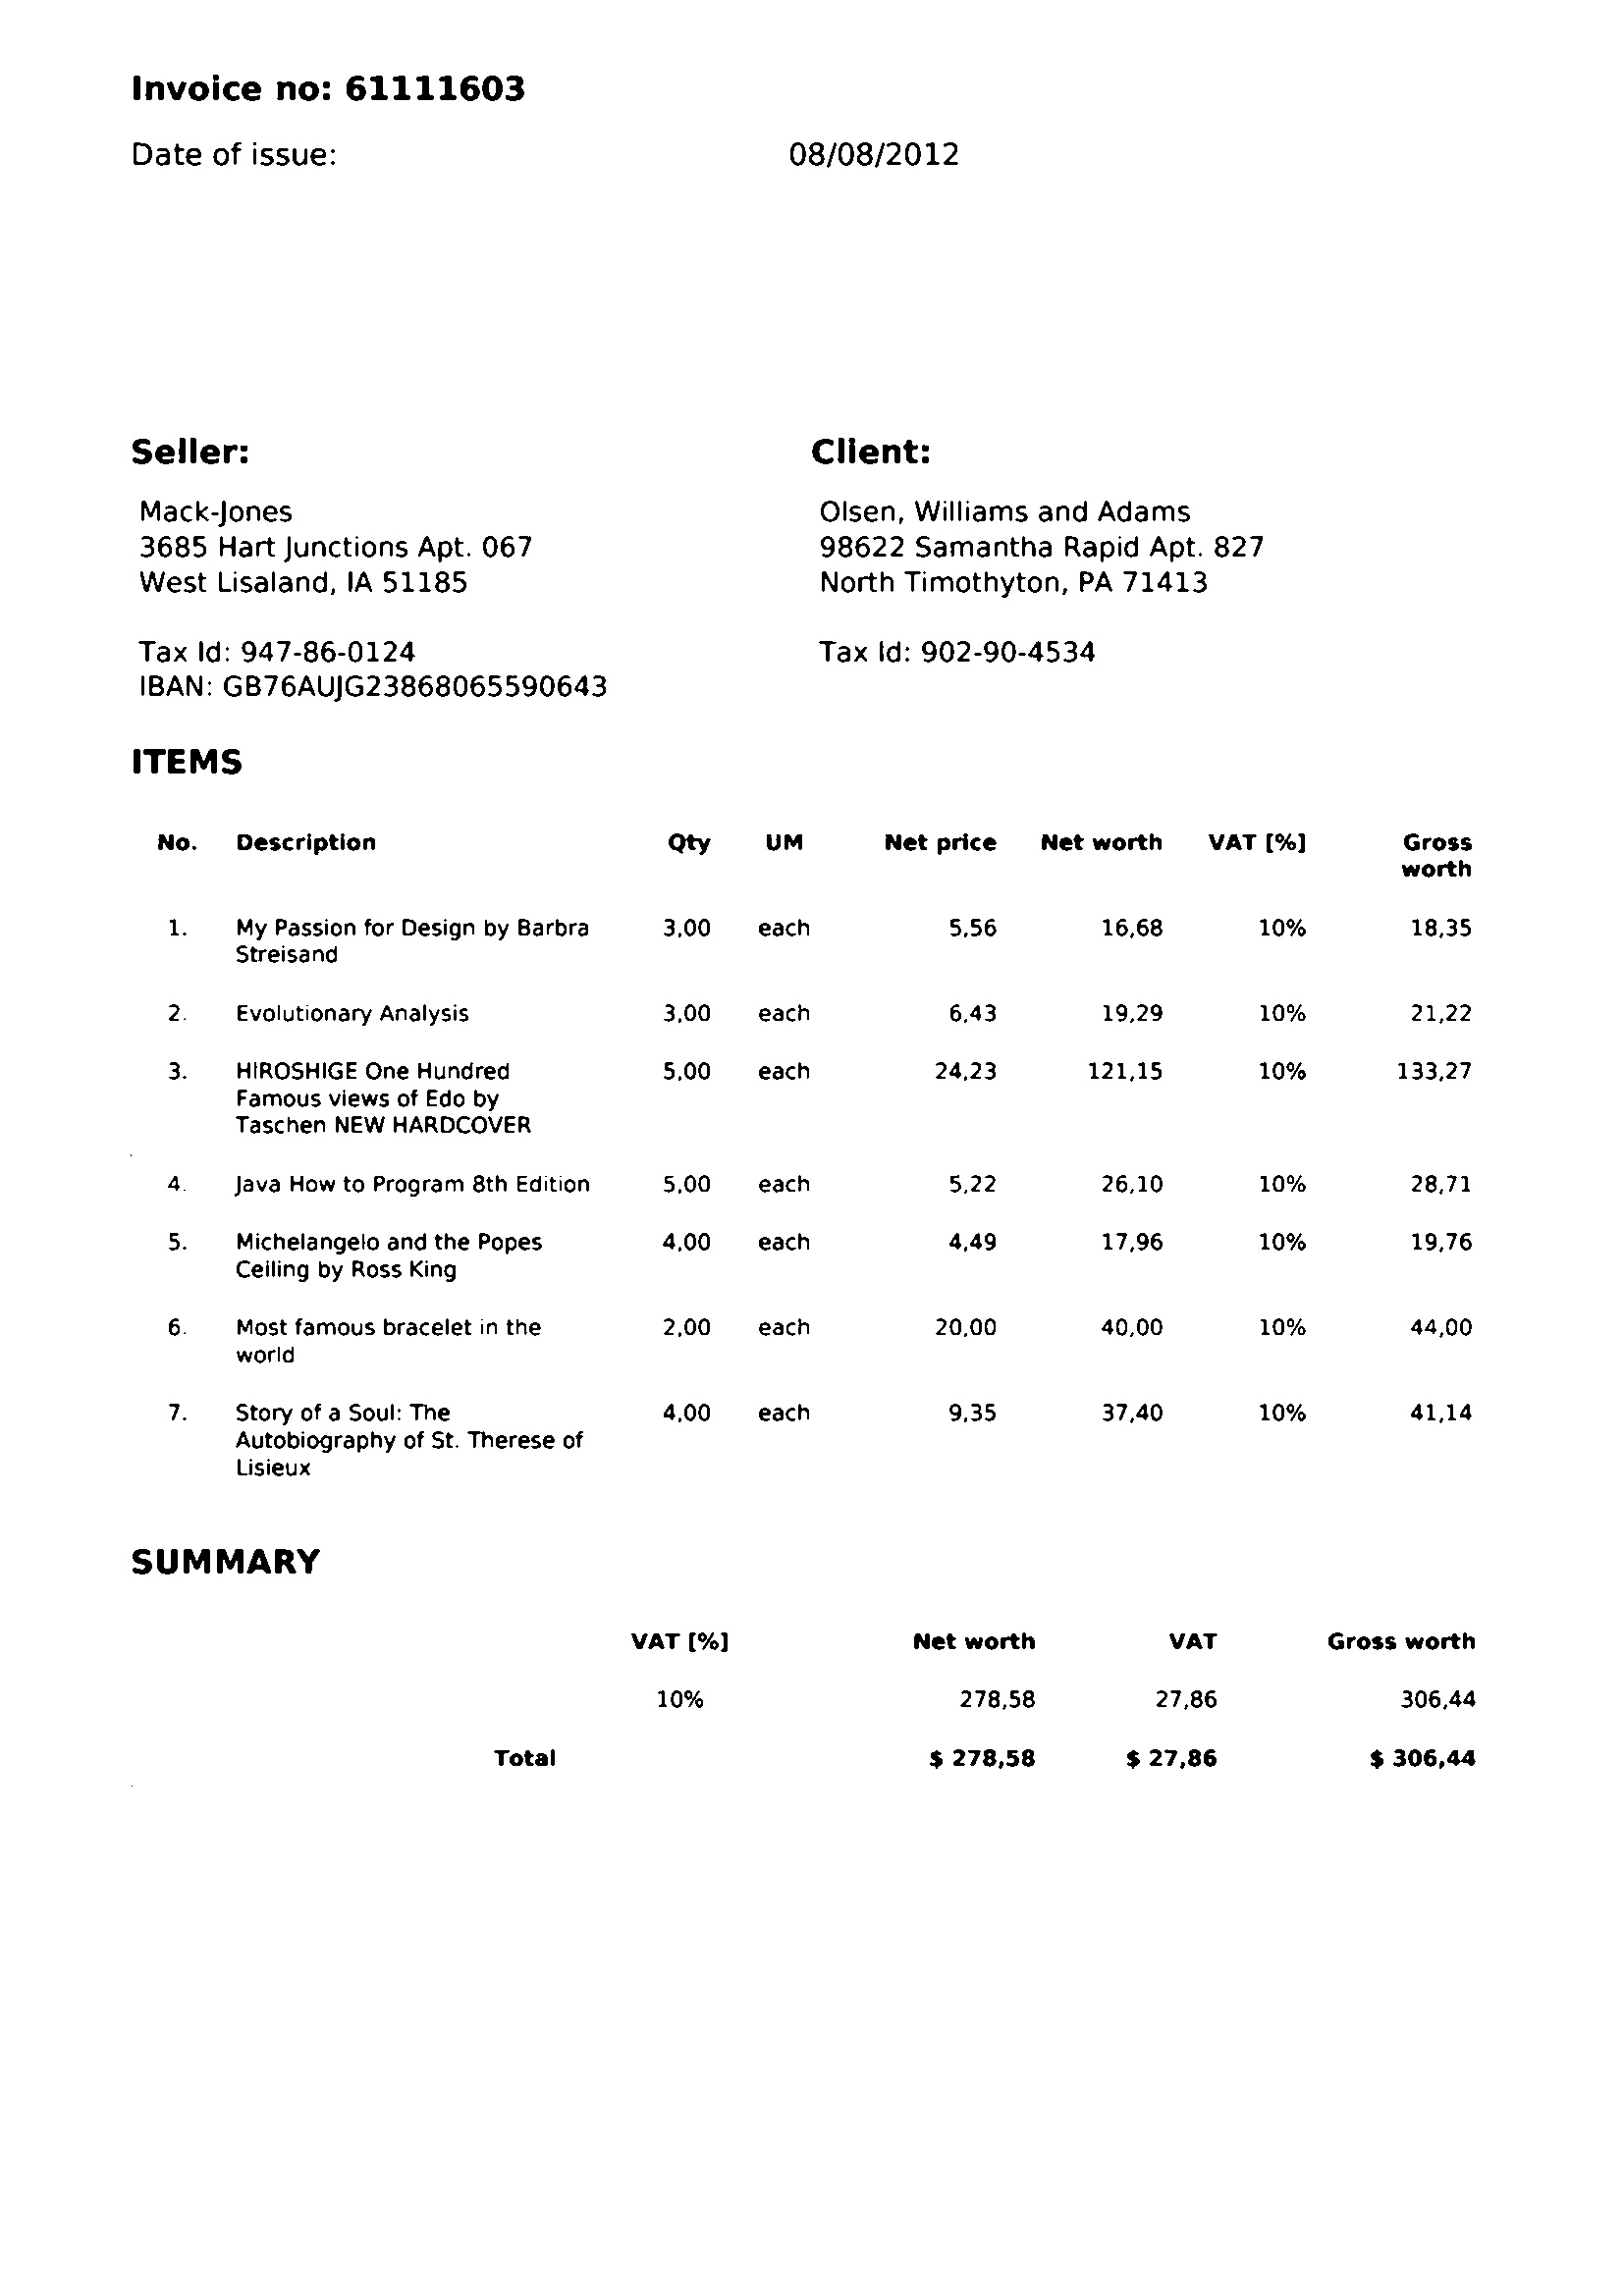 Invoice no: 61111603
Date of issue: 08/08/2012
Seller:
Mack-Jones
3685 Hart Junctions Apt. 067
West Lisaland, IA 51185
Tax Id: 947-86-0124
IBAN: GB76AUJG23868065590643
Client:
Olsen, Williams and Adams
98622 Samantha Rapid Apt. 827
North Timothyton, PA 71413
Tax Id: 902-90-4534
ITEMS
No. Description Qty UM Net price Net worth VAT [%] Gross
worth
1. My Passion for Design by Barbra 3,00 each 5,56 16,68 10% 18,35
Streisand
2. Evolutionary Analysis 3,00 each 6,43 19,29 10% 21,22
3. HIROSHIGE One Hundred 5,00 each 24,23 121,15 10% 133,27
Famous views of Edo by
Taschen NEW HARDCOVER
4. Java How to Program 8th Edition 5,00 each 5,22 26,10 10% 28,71
5. Michelangelo and the Popes 4,00 each 4,49 17,96 10% 19,76
Ceiling by Ross King
6. Most famous bracelet in the 2,00 each 20,00 40,00 10% 44,00
world
7. Story of a Soul: The 4,00 each 9,35 37,40 10% 41,14
Autobiography of St. Therese of
Lisieux
SUMMARY
VAT [%] Net worth VAT Gross worth
10% 278,58 27,86 306,44
Total $ 278,58 $ 27,86 $ 306,44